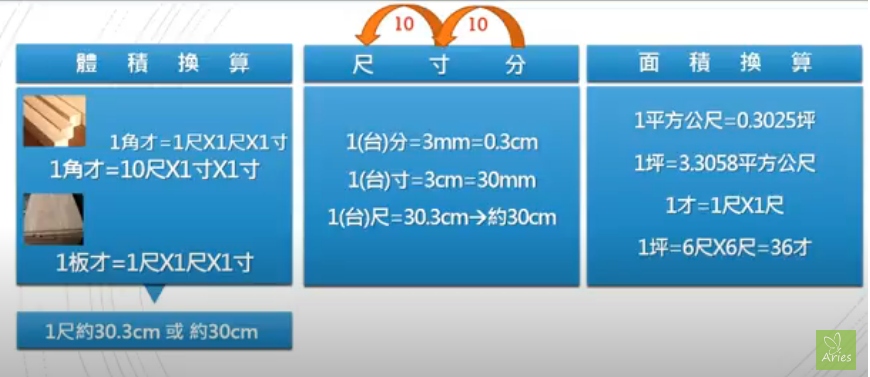 10 10
體積換算
1角才=1尺X1尺X1寸
1角才=10尺X1寸X1寸
1板才=1尺X1尺X1寸
1尺約30.3cm 或 約30cm
尺寸分
1(台)分=3mm=0.3cm
1(台)寸=3cm=30mm
1(台)尺=30.3cm→約30cm
面積換算
1平方公尺=0.3025坪
1坪=3.3058平方公尺
1才=1尺X1尺
1坪=6尺X6尺=36才
Aries